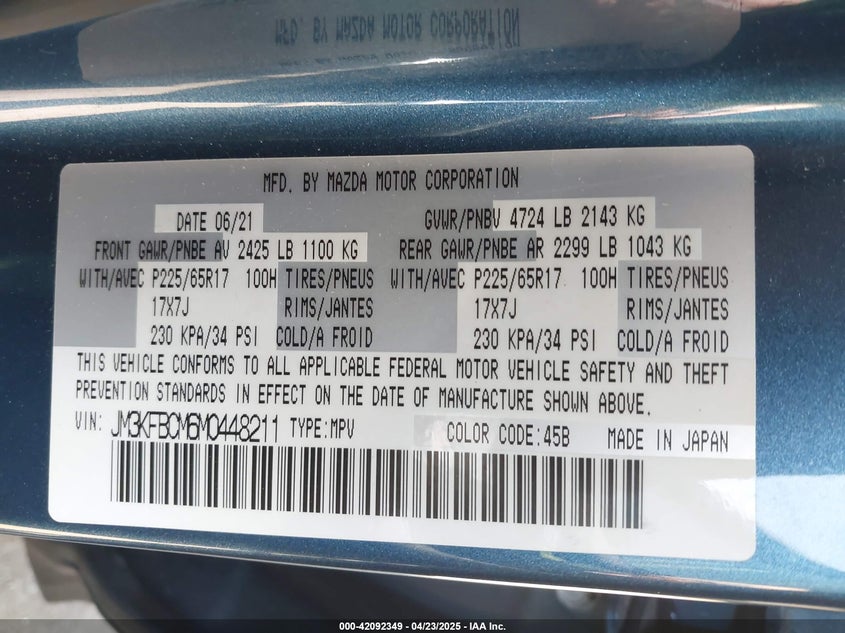 MFD. BY MAZDA MOTOR CORPORATION
MFD. BY MAZDA MOTOR CORPORATION
DATE 06/21 GVWR/PNBV 4724 LB 2143 KG
FRONT GAWR/PNBE AV 2425 LB 1100 KG REAR GAWR/PNBE AR 2299 LB 1043 KG
WITH/AVEC P225/65R17 100H TIRES/PNEUS WITH/AVEC P225/65R17 100H TIRES/PNEUS
17X7J RIMS/JANTES 17X7J RIMS/JANTES
230 KPA/34 PSI COLD/A FROID 230 KPA/34 PSI COLD/A FROID
THIS VEHICLE CONFORMS TO ALL APPLICABLE FEDERAL MOTOR VEHICLE SAFETY AND THEFT
PREVENTION STANDARDS IN EFFECT ON THE DATE OF MANUFACTURE SHOWN ABOVE.
VIN: JM3KFBCM6M0448211 TYPE:MPV COLOR CODE:45B MADE IN JAPAN
000-42092349 - 04/23/2025 - IAA Inc.